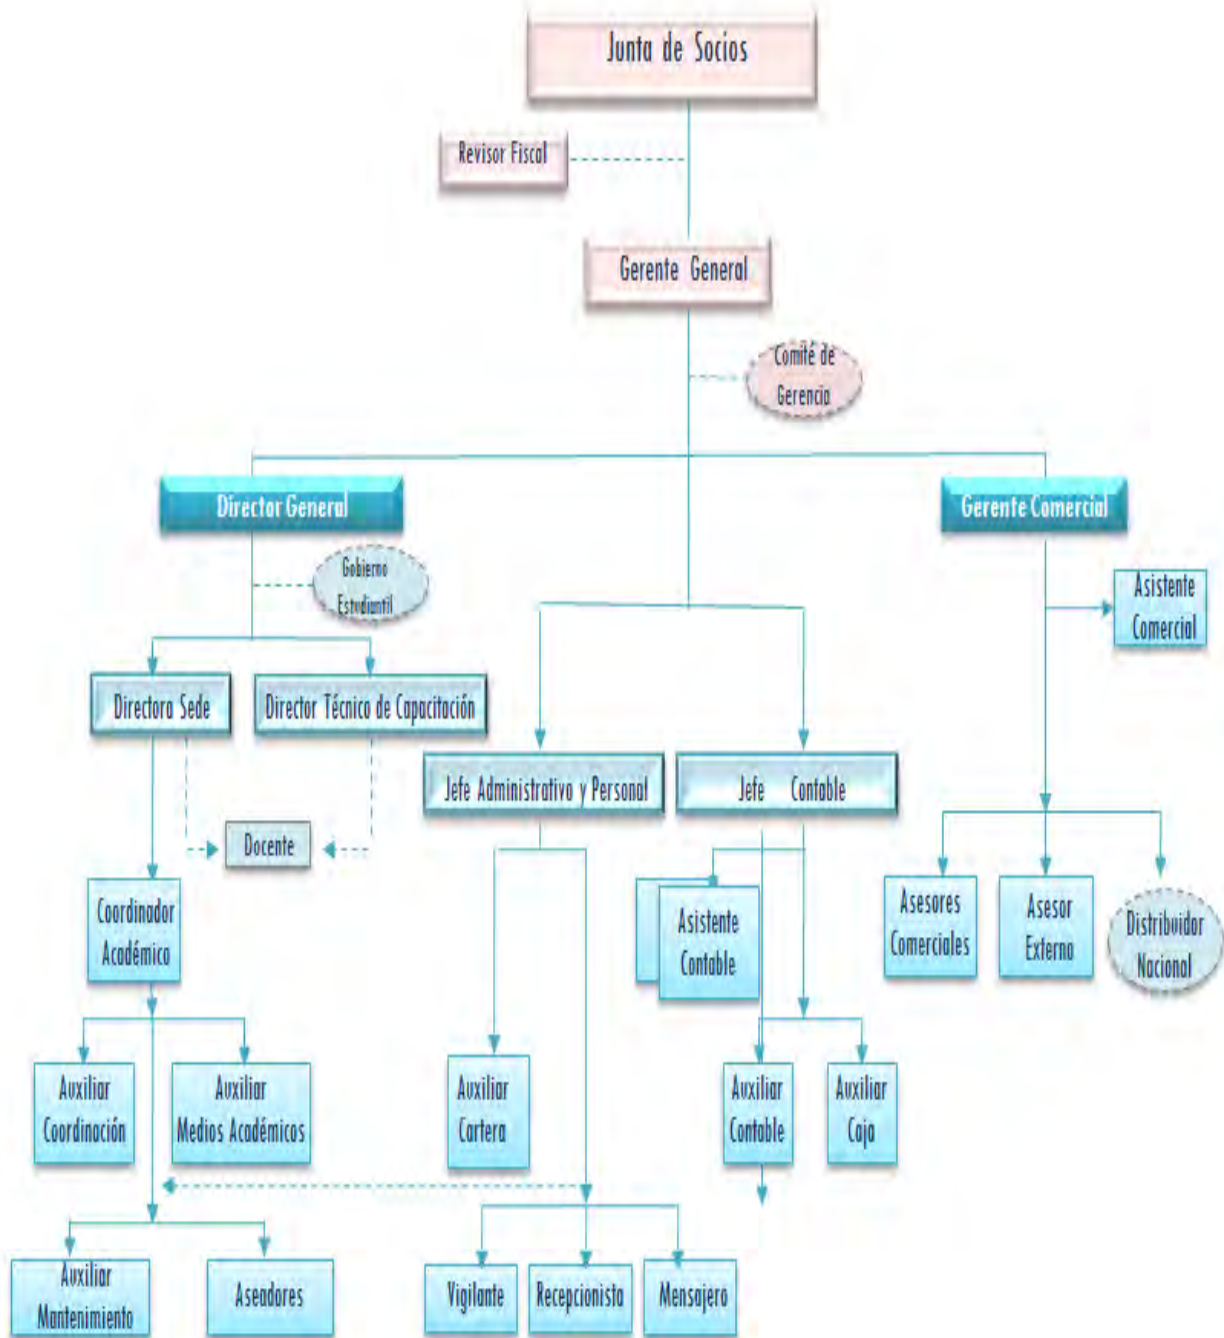 Junta de Socios
Revisor Fiscal
Gerente General
Comité de
Gerencia
Director General
Gerente Comercial
Gobierno
Estudiantil
Asistente
Comercial
Directora Sede
Director Técnico de Capacitación
Jefe Administrativo y Personal
Jefe Contable
Docente
Coordinador
Académico
Asistente
Contable
Asesores
Comerciales
Asesor
Externo
Distribuidor
Nacional
Auxiliar
Coordinación
Auxiliar
Medios Académicos
Auxiliar
Cartera
Auxiliar
Contable
Auxiliar
Caja
Auxiliar
Mantenimiento
Aseadores
Vigilante
Recepcionista
Mensajero